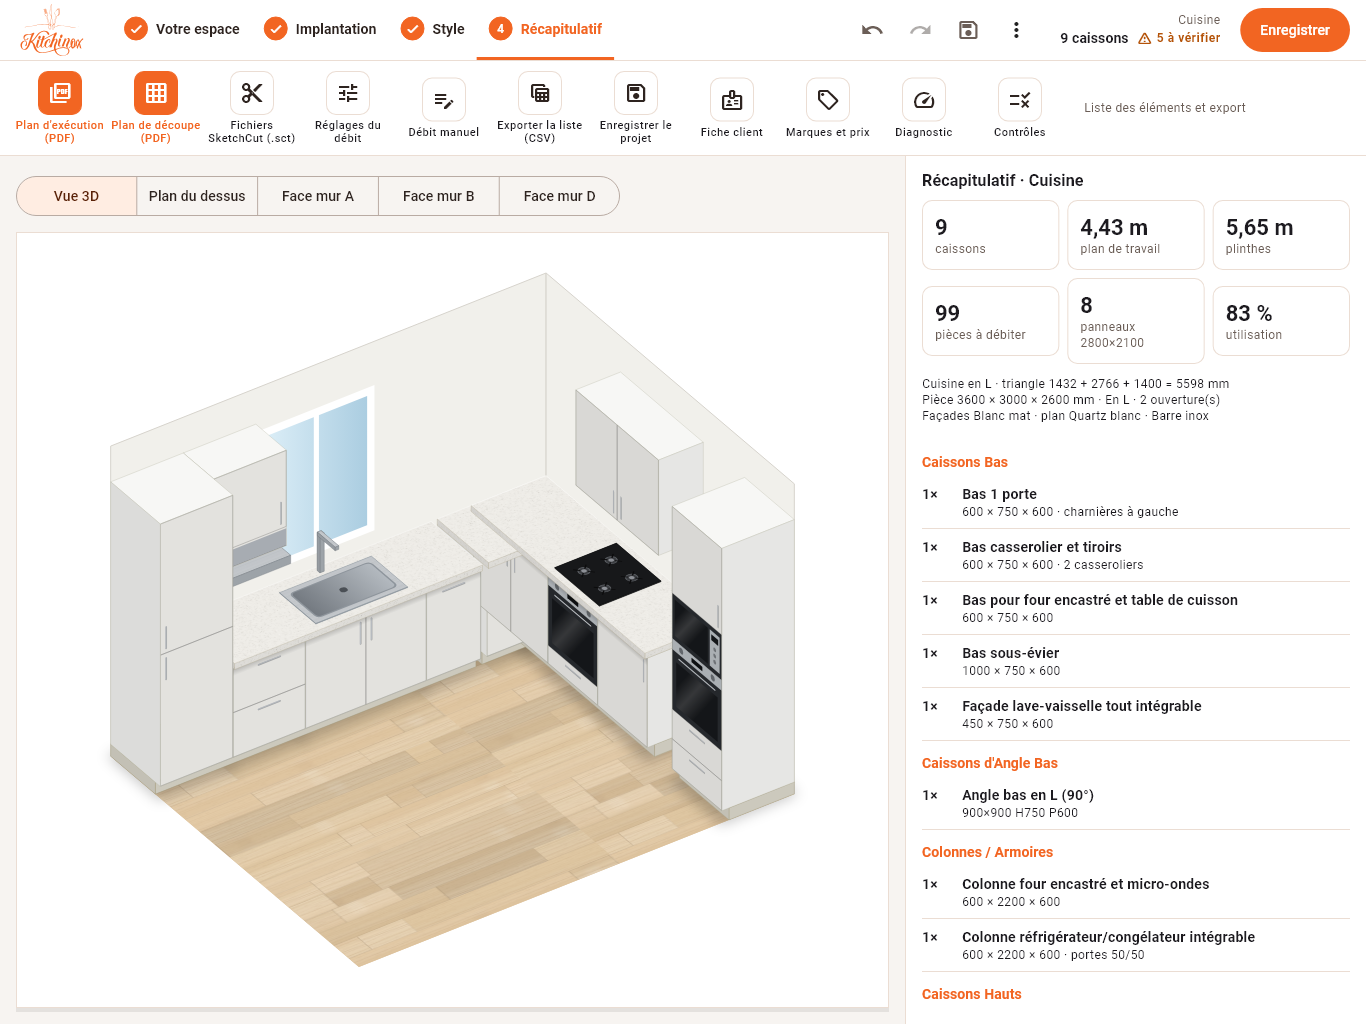 Kitchinox
Votre espace
Implantation
Style
4 Récapitulatif
Cuisine
9 caissons
5 à vérifier
Enregistrer
Plan d'exécution
(PDF)
Plan de découpe
(PDF)
Fichiers
SketchCut (.sct)
Réglages du
débit
Débit manuel
Exporter la liste
(CSV)
Enregistrer le
projet
Fiche client
Marques et prix
Diagnostic
Contrôles
Liste des éléments et export
Vue 3D
Plan du dessus
Face mur A
Face mur B
Face mur D
Récapitulatif · Cuisine
9
caissons
4,43 m
plan de travail
5,65 m
plinthes
99
pièces à débiter
8
panneaux
2800×2100
83 %
utilisation
Cuisine en L · triangle 1432 + 2766 + 1400 = 5598 mm
Pièce 3600 × 3000 × 2600 mm · En L · 2 ouverture(s)
Façades Blanc mat · plan Quartz blanc · Barre inox
Caissons Bas
1× Bas 1 porte
600 × 750 × 600 · charnières à gauche
1× Bas casserolier et tiroirs
600 × 750 × 600 · 2 casseroliers
1× Bas pour four encastré et table de cuisson
600 × 750 × 600
1× Bas sous-évier
1000 × 750 × 600
1× Façade lave-vaisselle tout intégrable
450 × 750 × 600
Caissons d'Angle Bas
1× Angle bas en L (90°)
900×900 H750 P600
Colonnes / Armoires
1× Colonne four encastré et micro-ondes
600 × 2200 × 600
1× Colonne réfrigérateur/congélateur intégrable
600 × 2200 × 600 · portes 50/50
Caissons Hauts